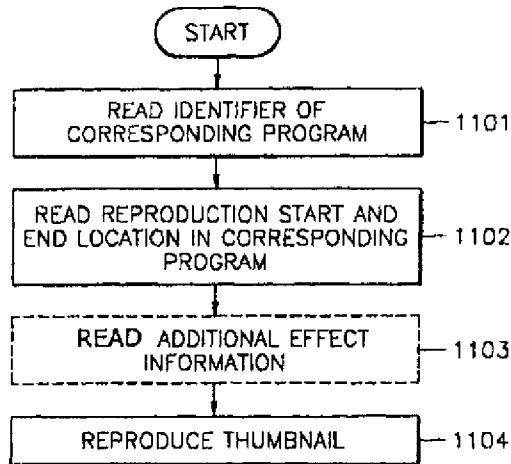 START
READ IDENTIFIER OF
CORRESPONDING PROGRAM
1101
READ REPRODUCTION START AND
END LOCATION IN CORRESPONDING
PROGRAM
1102
READ ADDITIONAL EFFECT
INFORMATION
1103
REPRODUCE THUMBNAIL
1104